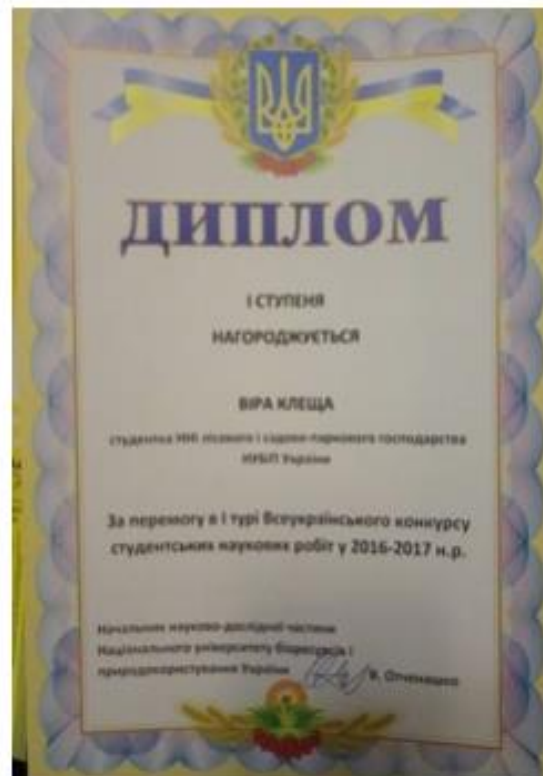 ДИПЛОМ
І СТУПЕНЯ
НАГОРОДЖУЄТЬСЯ
ВІРА КЛЕЩА
студентка ННІ лісового і садово-паркового господарства
НУБіП України
За перемогу в І турі Всеукраїнського конкурсу
студентських наукових робіт у 2016-2017 н.р.
Начальник науково-дослідної частини
Національного університету біоресурсів і
природокористування України В. Отченашко